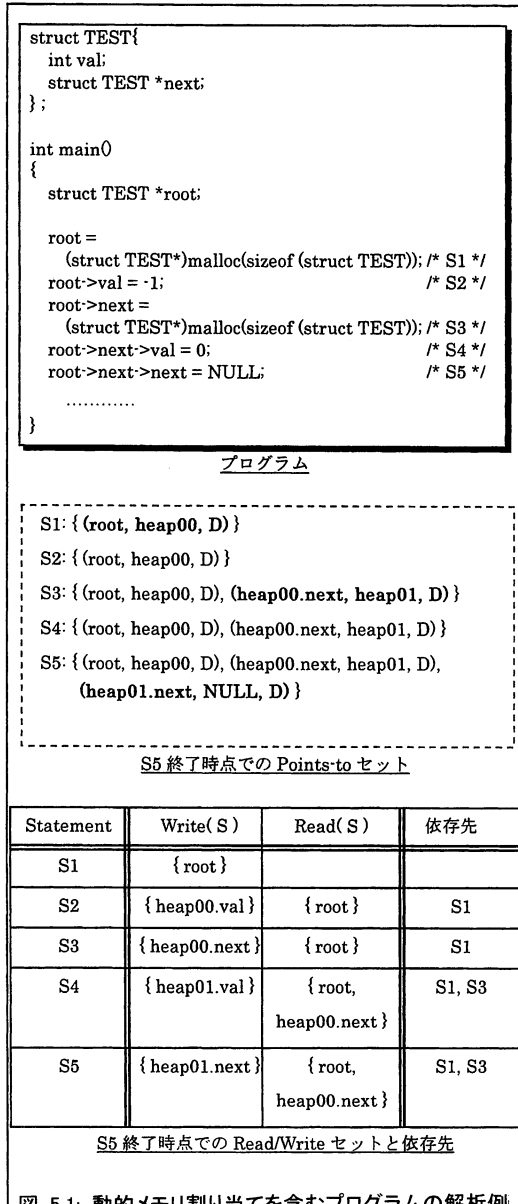 struct TEST{
int val;
struct TEST *next;
};
int main()
{
struct TEST *root;
root =
(struct TEST*)malloc(sizeof (struct TEST)); /* S1 */
root->val = -1; /* S2 */
root->next =
(struct TEST*)malloc(sizeof (struct TEST)); /* S3 */
root->next->val = 0; /* S4 */
root->next->next = NULL; /* S5 */
…………
}
プログラム
S1: { (root, heap00, D) }
S2: { (root, heap00, D) }
S3: { (root, heap00, D), (heap00.next, heap01, D) }
S4: { (root, heap00, D), (heap00.next, heap01, D) }
S5: { (root, heap00, D), (heap00.next, heap01, D),
(heap01.next, NULL, D) }
S5 終了時点での Points-to セット
Statement Write( S ) Read( S ) 依存先
S1 { root }
S2 { heap00.val } { root } S1
S3 { heap00.next } { root } S1
S4 { heap01.val } { root, S1, S3
heap00.next }
S5 { heap01.next } { root, S1, S3
heap00.next }
S5 終了時点での Read/Write セットと依存先
図 5.1: 動的メモリ割り当てを含むプログラムの解析例